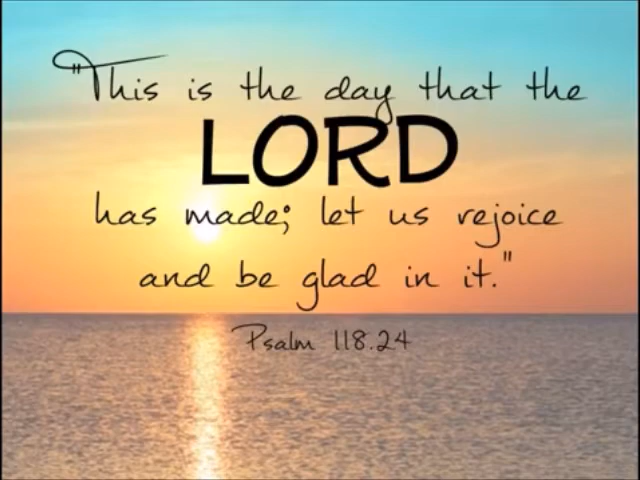 "This is the day that the
LORD
has made; let us rejoice
and be glad in it."
Psalm 118.24